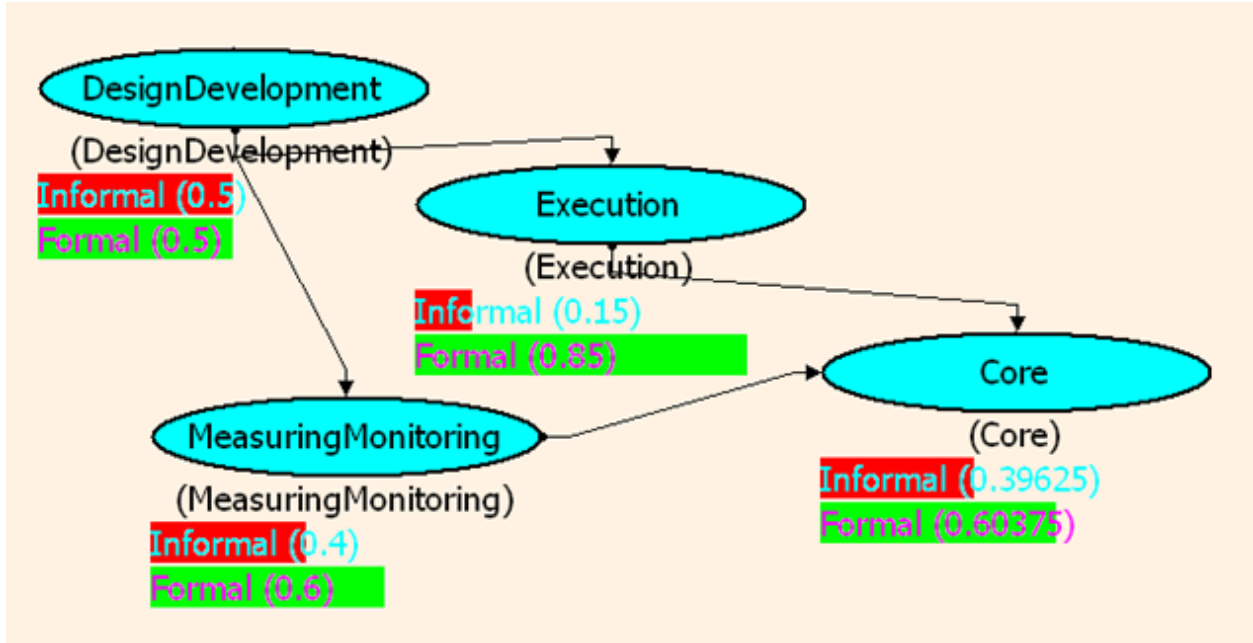 DesignDevelopment
(DesignDevelopment)
Informal (0.5)
Formal (0.5)
Execution
(Execution)
Informal (0.15)
Formal (0.85)
MeasuringMonitoring
(MeasuringMonitoring)
Informal (0.4)
Formal (0.6)
Core
(Core)
Informal (0.39625)
Formal (0.60375)